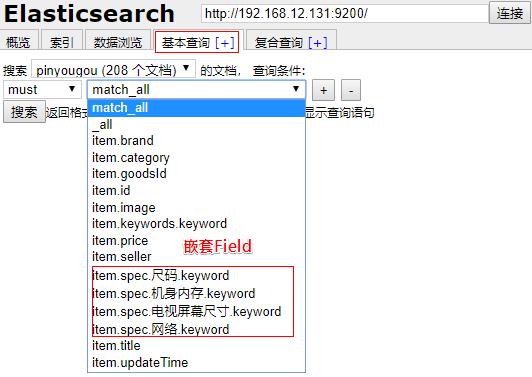 Elasticsearch http://192.168.12.131:9200/ 连接
概览 索引 数据浏览 基本查询 [+] 复合查询 [+]
搜索 pinyougou (208 个文档) 的文档， 查询条件:
must match_all + -
搜索 返回格式 显示查询语句
match_all
_all
item.brand
item.category
item.goodsId
item.id
item.image
item.keywords.keyword
item.price
嵌套Field
item.seller
item.spec.尺码.keyword
item.spec.机身内存.keyword
item.spec.电视屏幕尺寸.keyword
item.spec.网络.keyword
item.title
item.updateTime